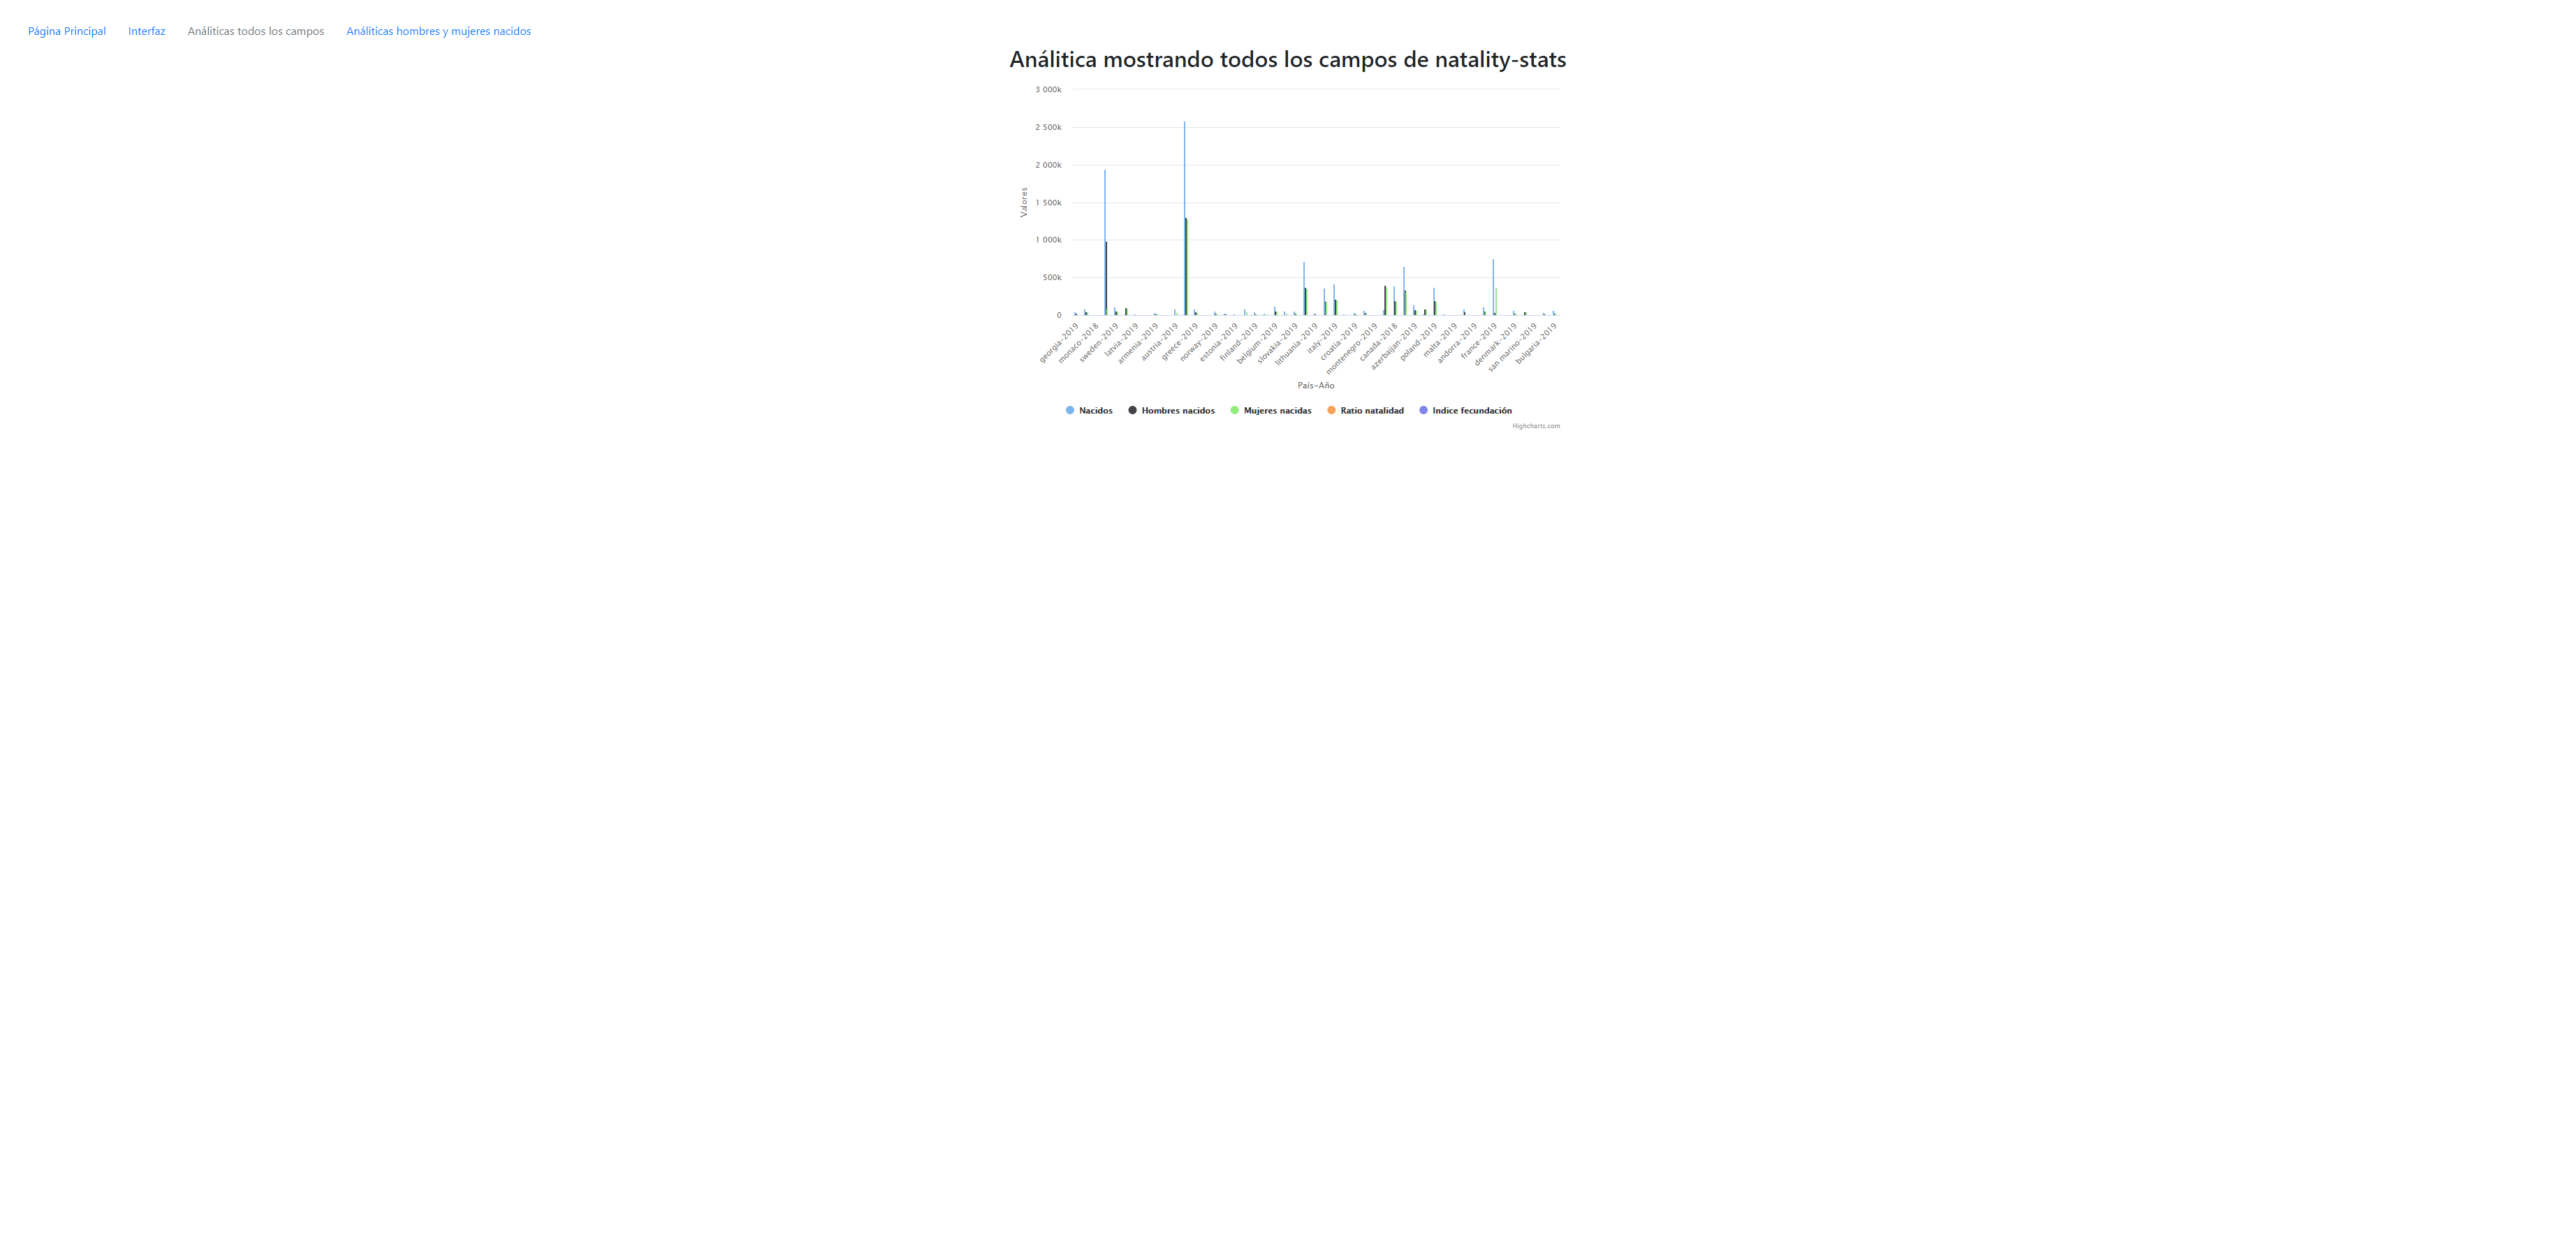 Página Principal Interfaz Análiticas todos los campos Análiticas hombres y mujeres nacidos
Análitica mostrando todos los campos de natality-stats
3 000k
2 500k
2 000k
1 500k
1 000k
500k
0
Valores
georgia-2019 monaco-2018 sweden-2019 latvia-2019 armenia-2019 austria-2019 greece-2019 norway-2019 estonia-2019 finland-2019 belgium-2019 slovakia-2019 lithuania-2019 italy-2019 croatia-2019 montenegro-2019 canada-2018 azerbaijan-2019 poland-2019 malta-2019 andorra-2019 france-2019 denmark-2019 san marino-2019 bulgaria-2019
País-Año
Nacidos Hombres nacidos Mujeres nacidas Ratio natalidad Indice fecundación
Highcharts.com